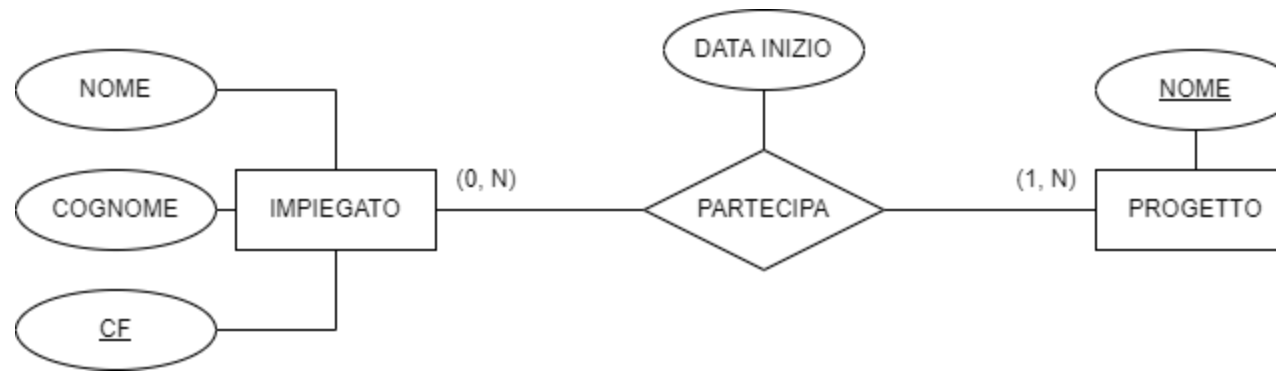 DATA INIZIO
NOME
NOME
COGNOME
IMPIEGATO
(0, N)
PARTECIPA
(1, N)
PROGETTO
CF